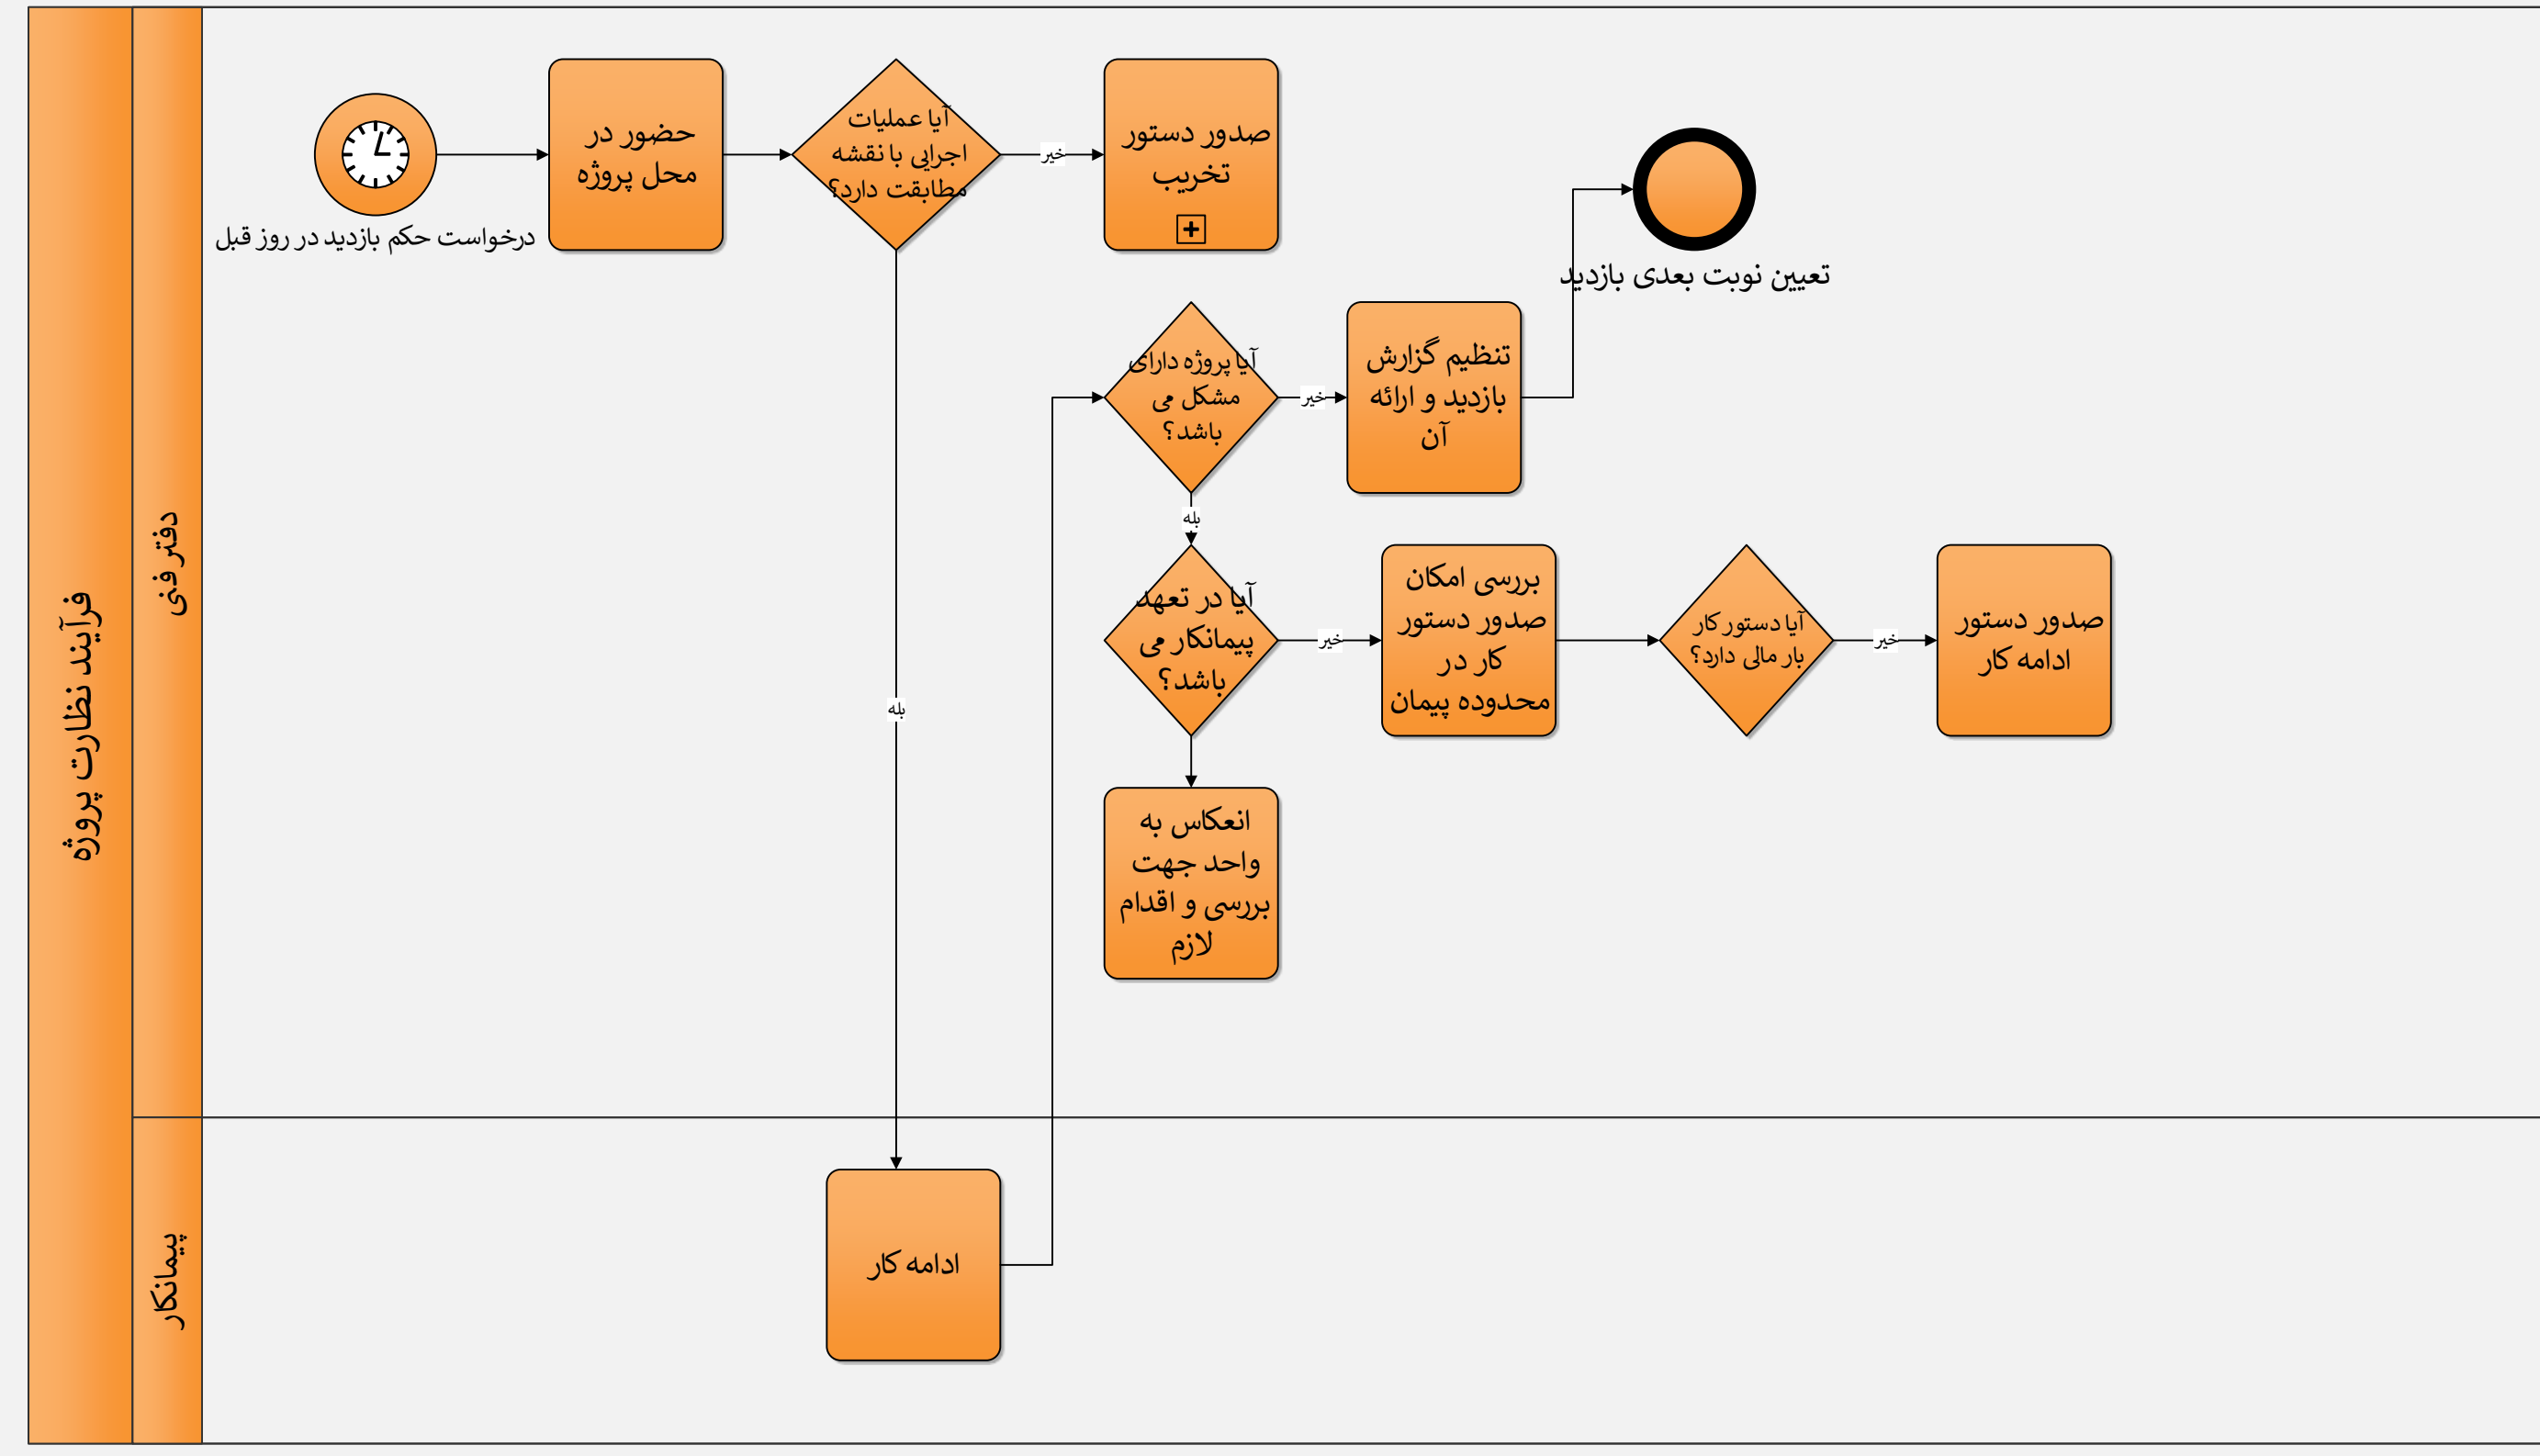 فرآیند نظارت پروژه
دفتر فنی
درخواست حکم بازدید در روز قبل
حضور در
محل پروژه
آیا عملیات
اجرایی با نقشه
مطابقت دارد؟
خیر
صدور دستور
تخریب
تعیین نوبت بعدی بازدید
آیا پروژه دارای
مشکل می
باشد؟
خیر
تنظیم گزارش
بازدید و ارائه
آن
بله
آیا در تعهد
پیمانکار می
باشد؟
خیر
بررسی امکان
صدور دستور
کار در
محدوده پیمان
آیا دستور کار
بار مالی دارد؟
خیر
صدور دستور
ادامه کار
بله
انعکاس به
واحد جهت
بررسی و اقدام
لازم
پیمانکار
ادامه کار